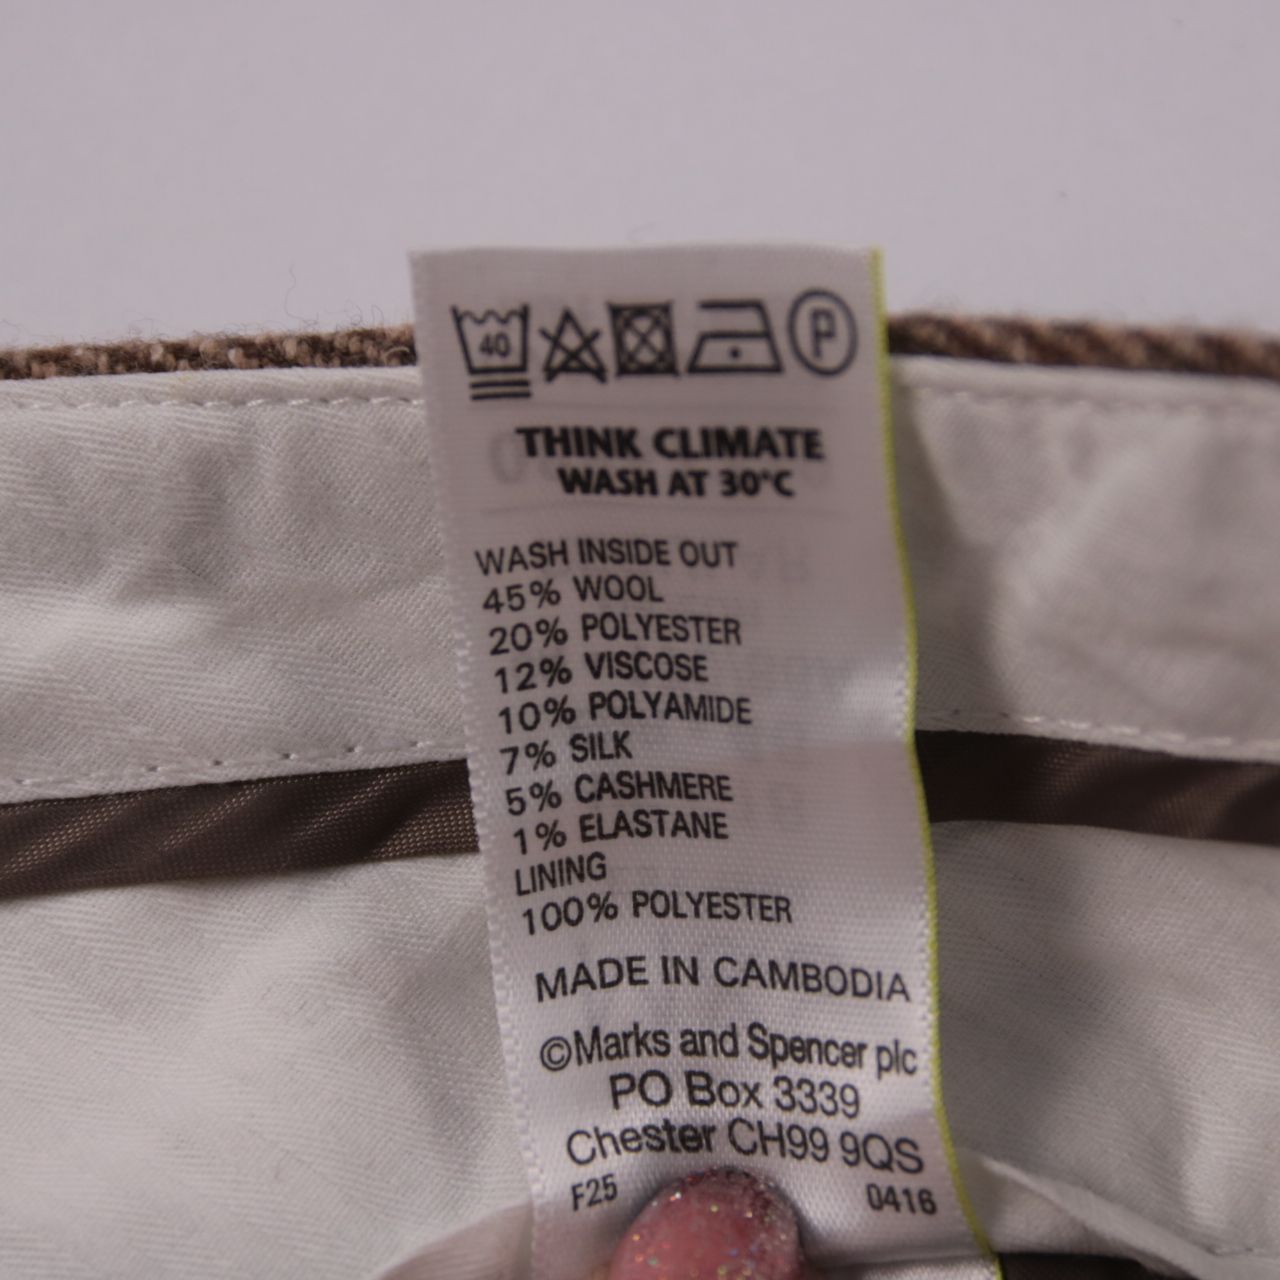 40
P
THINK CLIMATE
WASH AT 30°C
WASH INSIDE OUT
45% WOOL
20% POLYESTER
12% VISCOSE
10% POLYAMIDE
7% SILK
5% CASHMERE
1% ELASTANE
LINING
100% POLYESTER
MADE IN CAMBODIA
©Marks and Spencer plc
PO Box 3339
Chester CH99 9QS
F25 0416